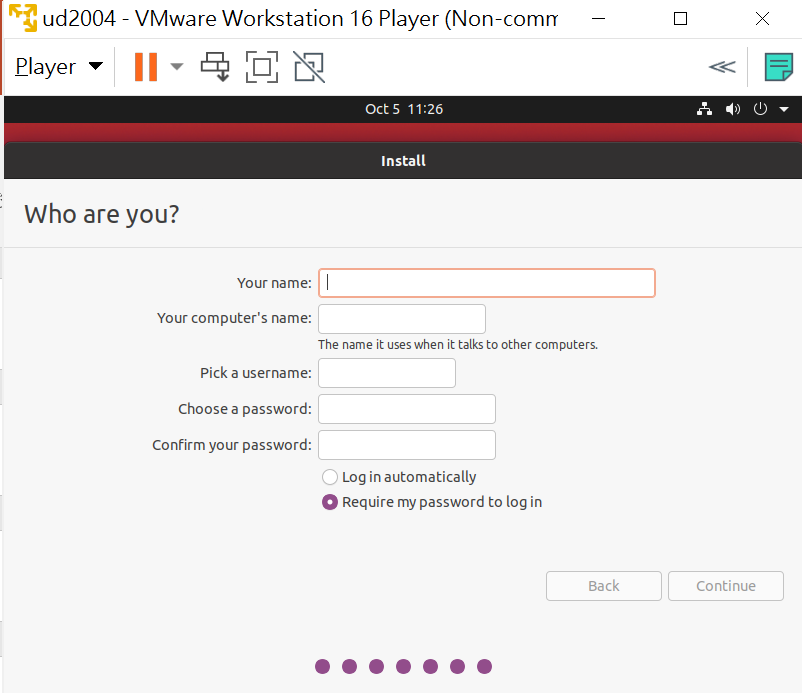 ud2004 - VMware Workstation 16 Player (Non-comm
Player
Oct 5 11:26
Install
Who are you?
Your name:
Your computer's name:
The name it uses when it talks to other computers.
Pick a username:
Choose a password:
Confirm your password:
Log in automatically
Require my password to log in
Back
Continue